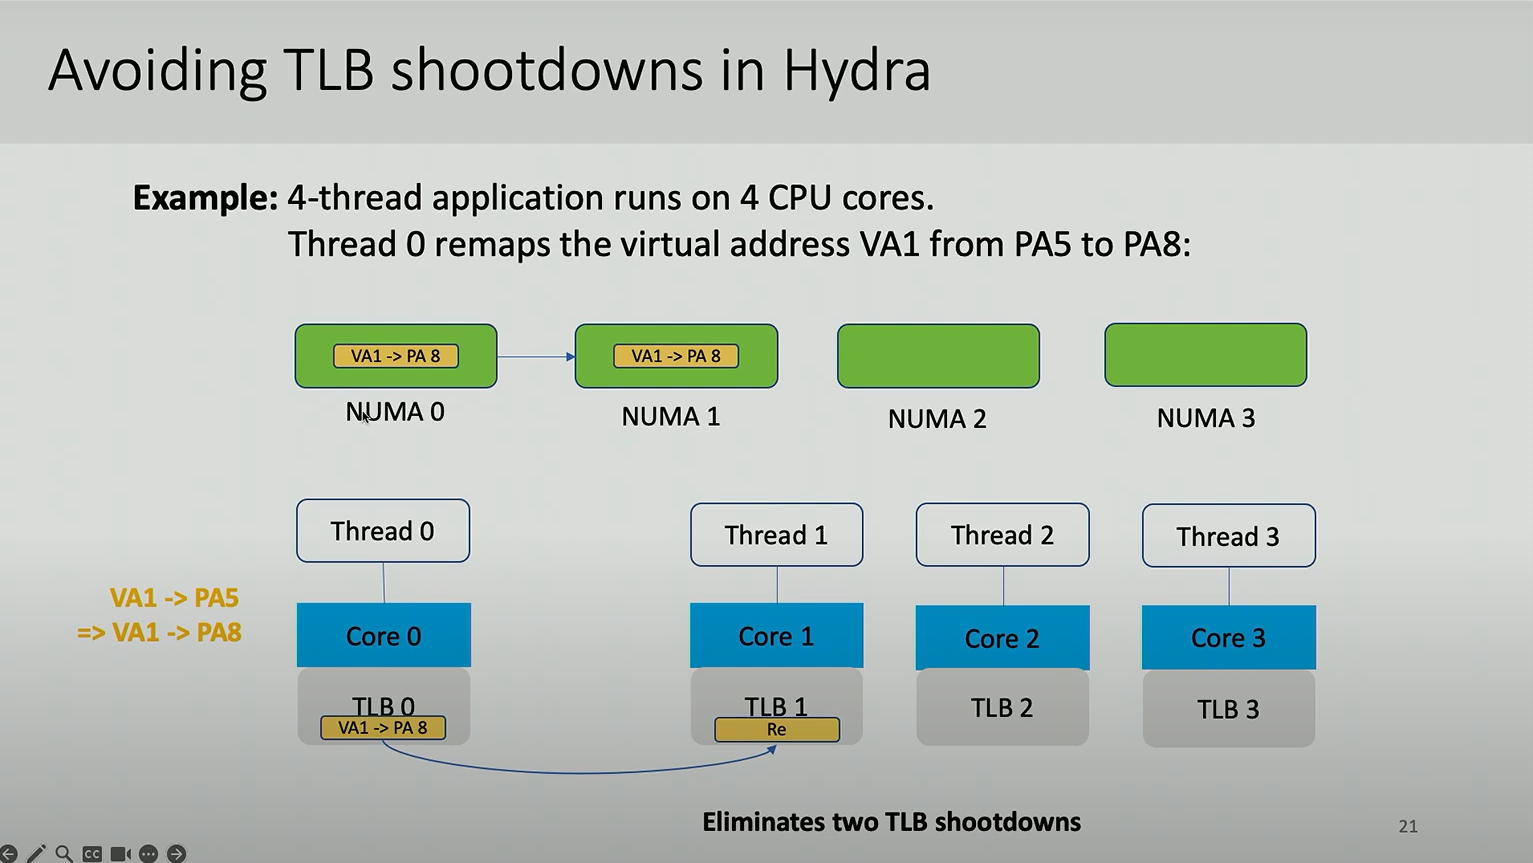 Avoiding TLB shootdowns in Hydra
Example: 4-thread application runs on 4 CPU cores.
Thread 0 remaps the virtual address VA1 from PA5 to PA8:
VA1 -> PA 8
VA1 -> PA 8
NUMA 0
NUMA 1
NUMA 2
NUMA 3
Thread 0
Thread 1
Thread 2
Thread 3
VA1 -> PA5
=> VA1 -> PA8
Core 0
Core 1
Core 2
Core 3
TLB 0
TLB 1
TLB 2
TLB 3
VA1 -> PA 8
Re
Eliminates two TLB shootdowns
21
CC